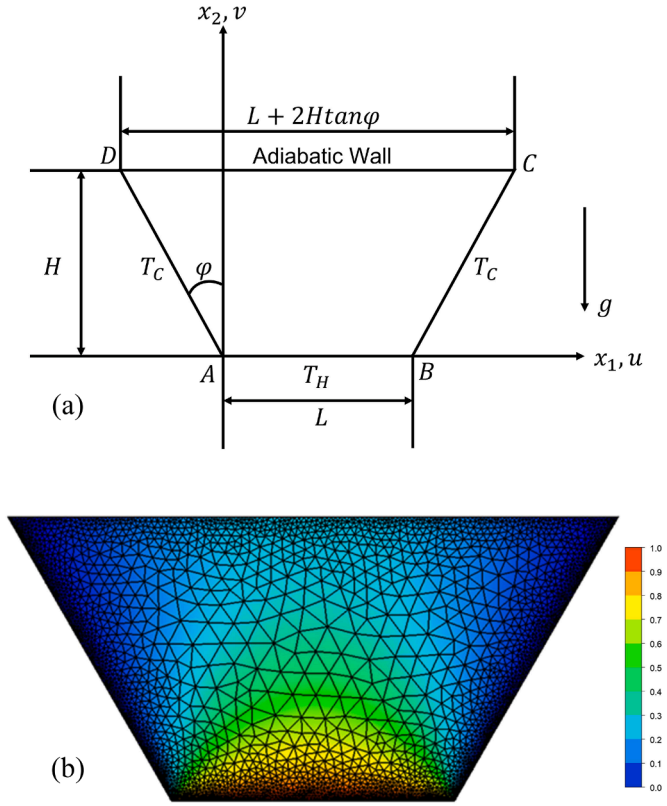 x₂, v
L + 2Htanφ
D
Adiabatic Wall
C
H
T_C
φ
T_C
g
A
T_H
B
x₁, u
(a)
L
1.0
0.9
0.8
0.7
0.6
0.5
0.4
0.3
0.2
0.1
0.0
(b)